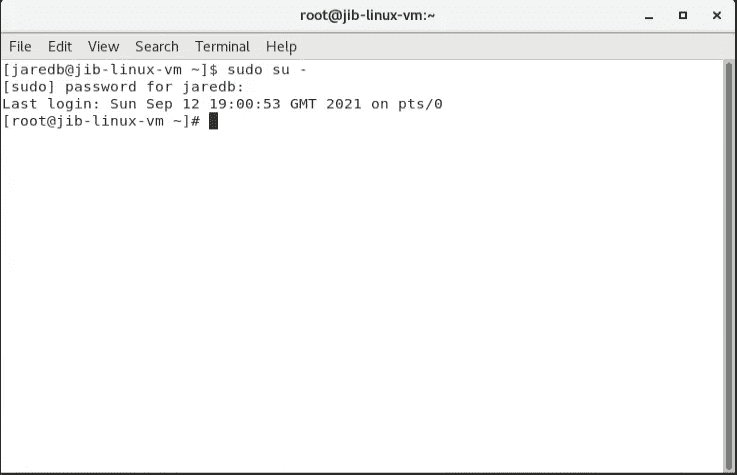 root@jib-linux-vm:~
File Edit View Search Terminal Help
[jaredb@jib-linux-vm ~]$ sudo su -
[sudo] password for jaredb:
Last login: Sun Sep 12 19:00:53 GMT 2021 on pts/0
[root@jib-linux-vm ~]#